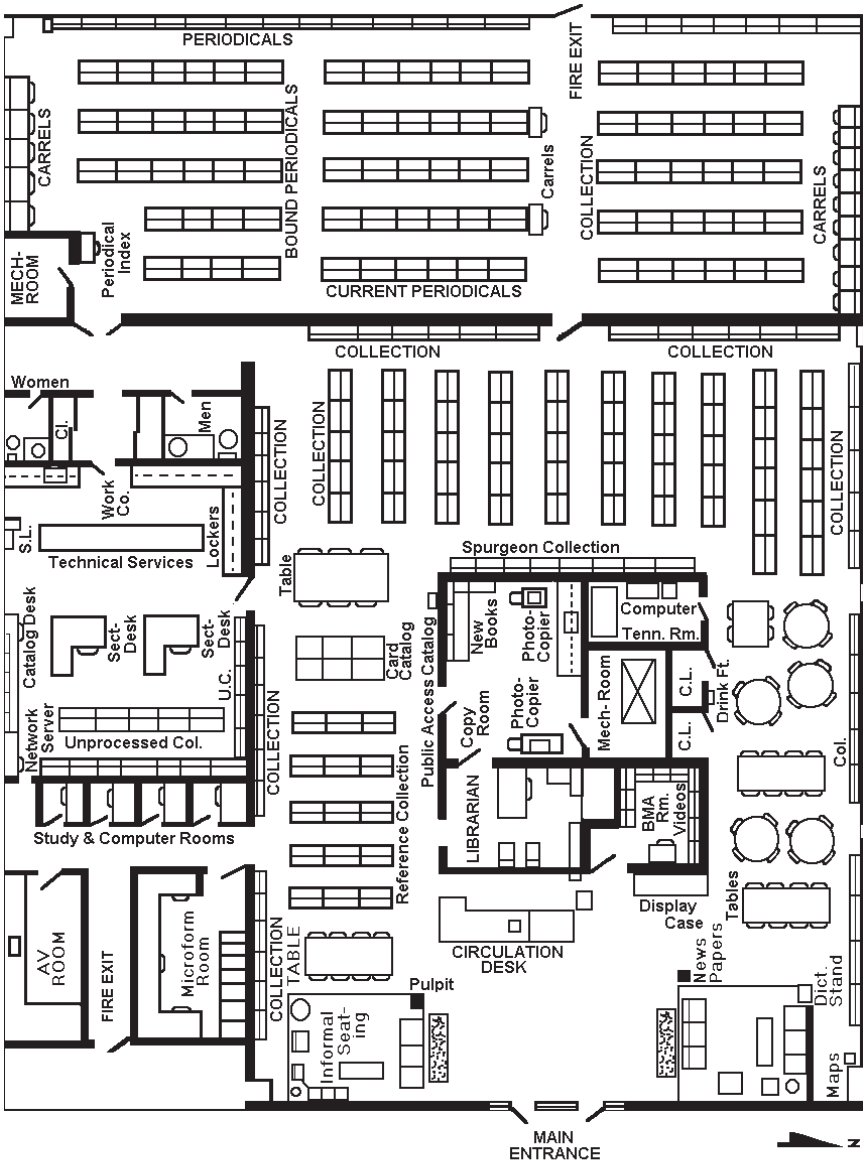 PERIODICALS
FIRE EXIT
CARRELS
BOUND PERIODICALS
Carrels
COLLECTION
CARRELS
MECH-
ROOM
Periodical
Index
CURRENT PERIODICALS
COLLECTION
COLLECTION
Women
Cl.
Men
COLLECTION
COLLECTION
COLLECTION
Work
Co.
Lockers
S.L.
Technical Services
Spurgeon Collection
Table
Catalog Desk
Sect-
Desk
Sect-
Desk
U.C.
Card
Catalog
Public Access Catalog
New
Books
Photo-
Copier
Computer
Tenn. Rm.
Network
Server
Unprocessed Col.
COLLECTION
Copy
Room
Photo-
Copier
Mech-Room
C.L.
C.L.
Drink Ft.
Col.
Study & Computer Rooms
Reference Collection
LIBRARIAN
BMA
Rm.
Videos
AV
ROOM
FIRE EXIT
Microform
Room
COLLECTION
TABLE
CIRCULATION
DESK
Display
Case
Tables
News
Papers
Dict.
Stand
Pulpit
Informal
Seat-
ing
Maps
MAIN
ENTRANCE
N